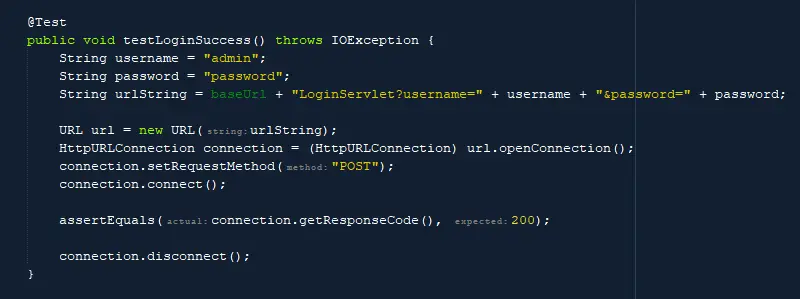 @Test
public void testLoginSuccess() throws IOException {
String username = "admin";
String password = "password";
String urlString = baseUrl + "LoginServlet?username=" + username + "&password=" + password;
URL url = new URL( string: urlString);
HttpURLConnection connection = (HttpURLConnection) url.openConnection();
connection.setRequestMethod( method: "POST");
connection.connect();
assertEquals( actual: connection.getResponseCode(), expected: 200);
connection.disconnect();
}